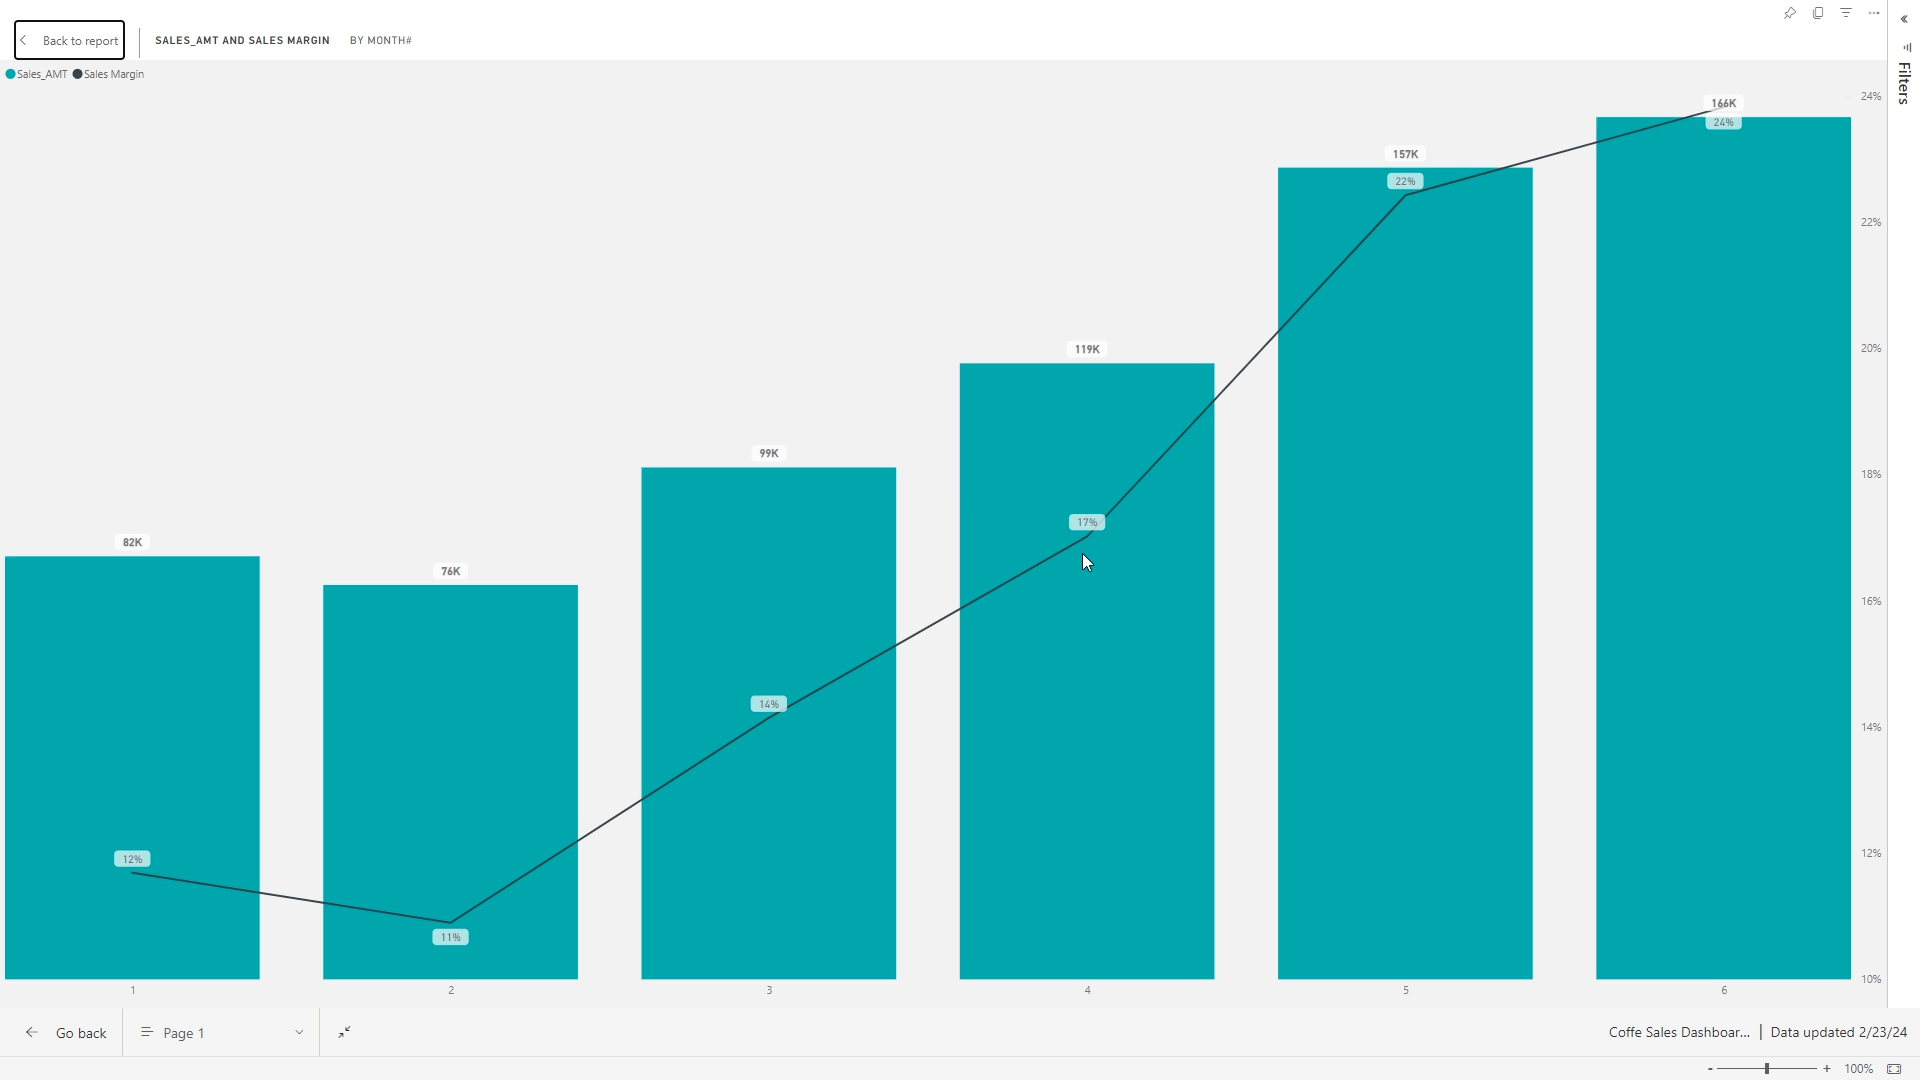 Back to report
SALES_AMT AND SALES MARGIN BY MONTH#
Filters
Sales_AMT Sales Margin
166K
24%
24%
157K
22%
22%
119K
20%
99K
18%
17%
82K
76K
16%
14%
14%
12%
12%
11%
10%
1 2 3 4 5 6
Go back Page 1 Coffe Sales Dashboar... | Data updated 2/23/24
- + 100%